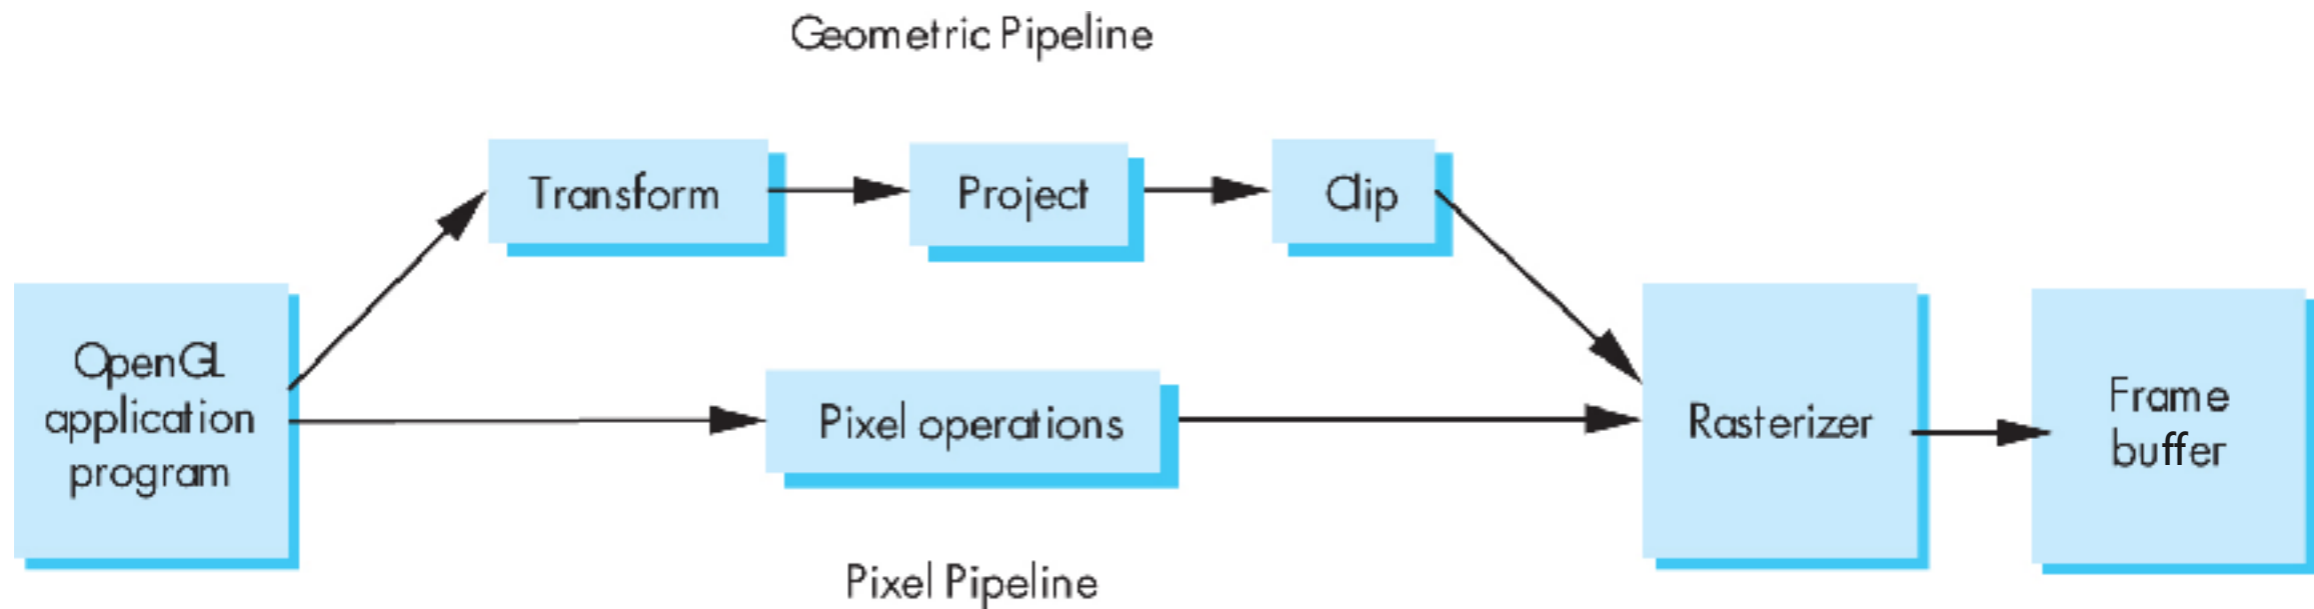 Geometric Pipeline
Transform
Project
Clip
OpenGL
application
program
Pixel operations
Rasterizer
Frame
buffer
Pixel Pipeline